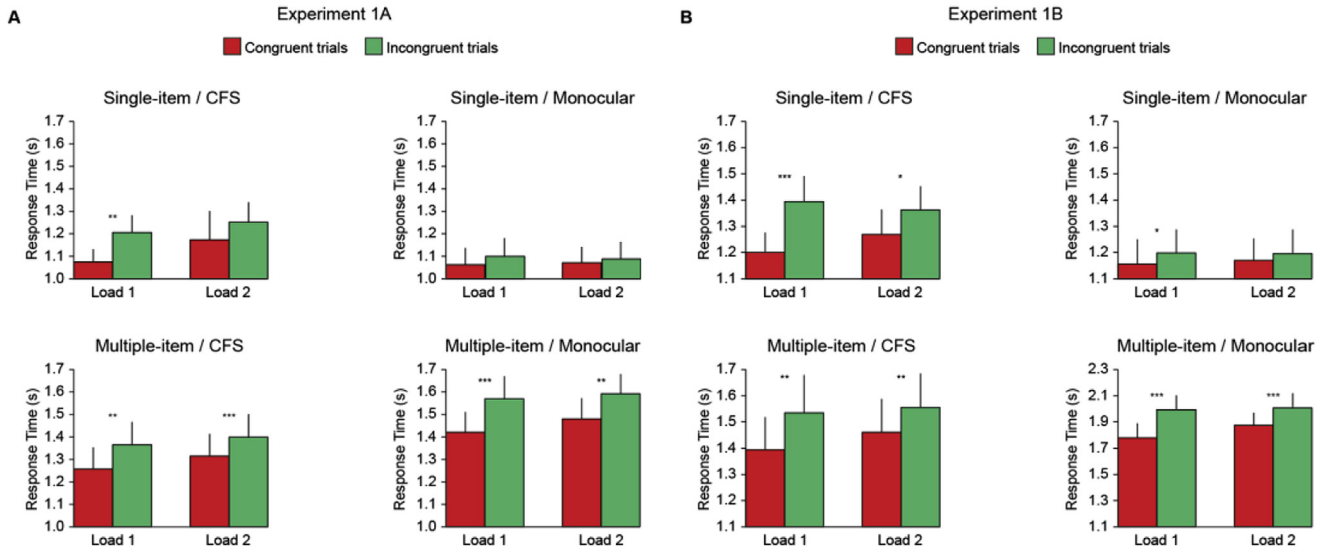 A
Experiment 1A
Congruent trials
Incongruent trials
Single-item / CFS
Response Time (s)
1.7
1.6
1.5
1.4
1.3
1.2
1.1
1.0
**
Load 1
Load 2
Single-item / Monocular
Response Time (s)
1.7
1.6
1.5
1.4
1.3
1.2
1.1
1.0
Load 1
Load 2
Multiple-item / CFS
Response Time (s)
1.7
1.6
1.5
1.4
1.3
1.2
1.1
1.0
**
***
Load 1
Load 2
Multiple-item / Monocular
Response Time (s)
1.7
1.6
1.5
1.4
1.3
1.2
1.1
1.0
***
**
Load 1
Load 2
B
Experiment 1B
Congruent trials
Incongruent trials
Single-item / CFS
Response Time (s)
1.7
1.6
1.5
1.4
1.3
1.2
1.1
***
*
Load 1
Load 2
Single-item / Monocular
Response Time (s)
1.7
1.6
1.5
1.4
1.3
1.2
1.1
*
Load 1
Load 2
Multiple-item / CFS
Response Time (s)
1.7
1.6
1.5
1.4
1.3
1.2
1.1
**
**
Load 1
Load 2
Multiple-item / Monocular
Response Time (s)
2.3
2.1
1.9
1.7
1.5
1.3
1.1
***
***
Load 1
Load 2